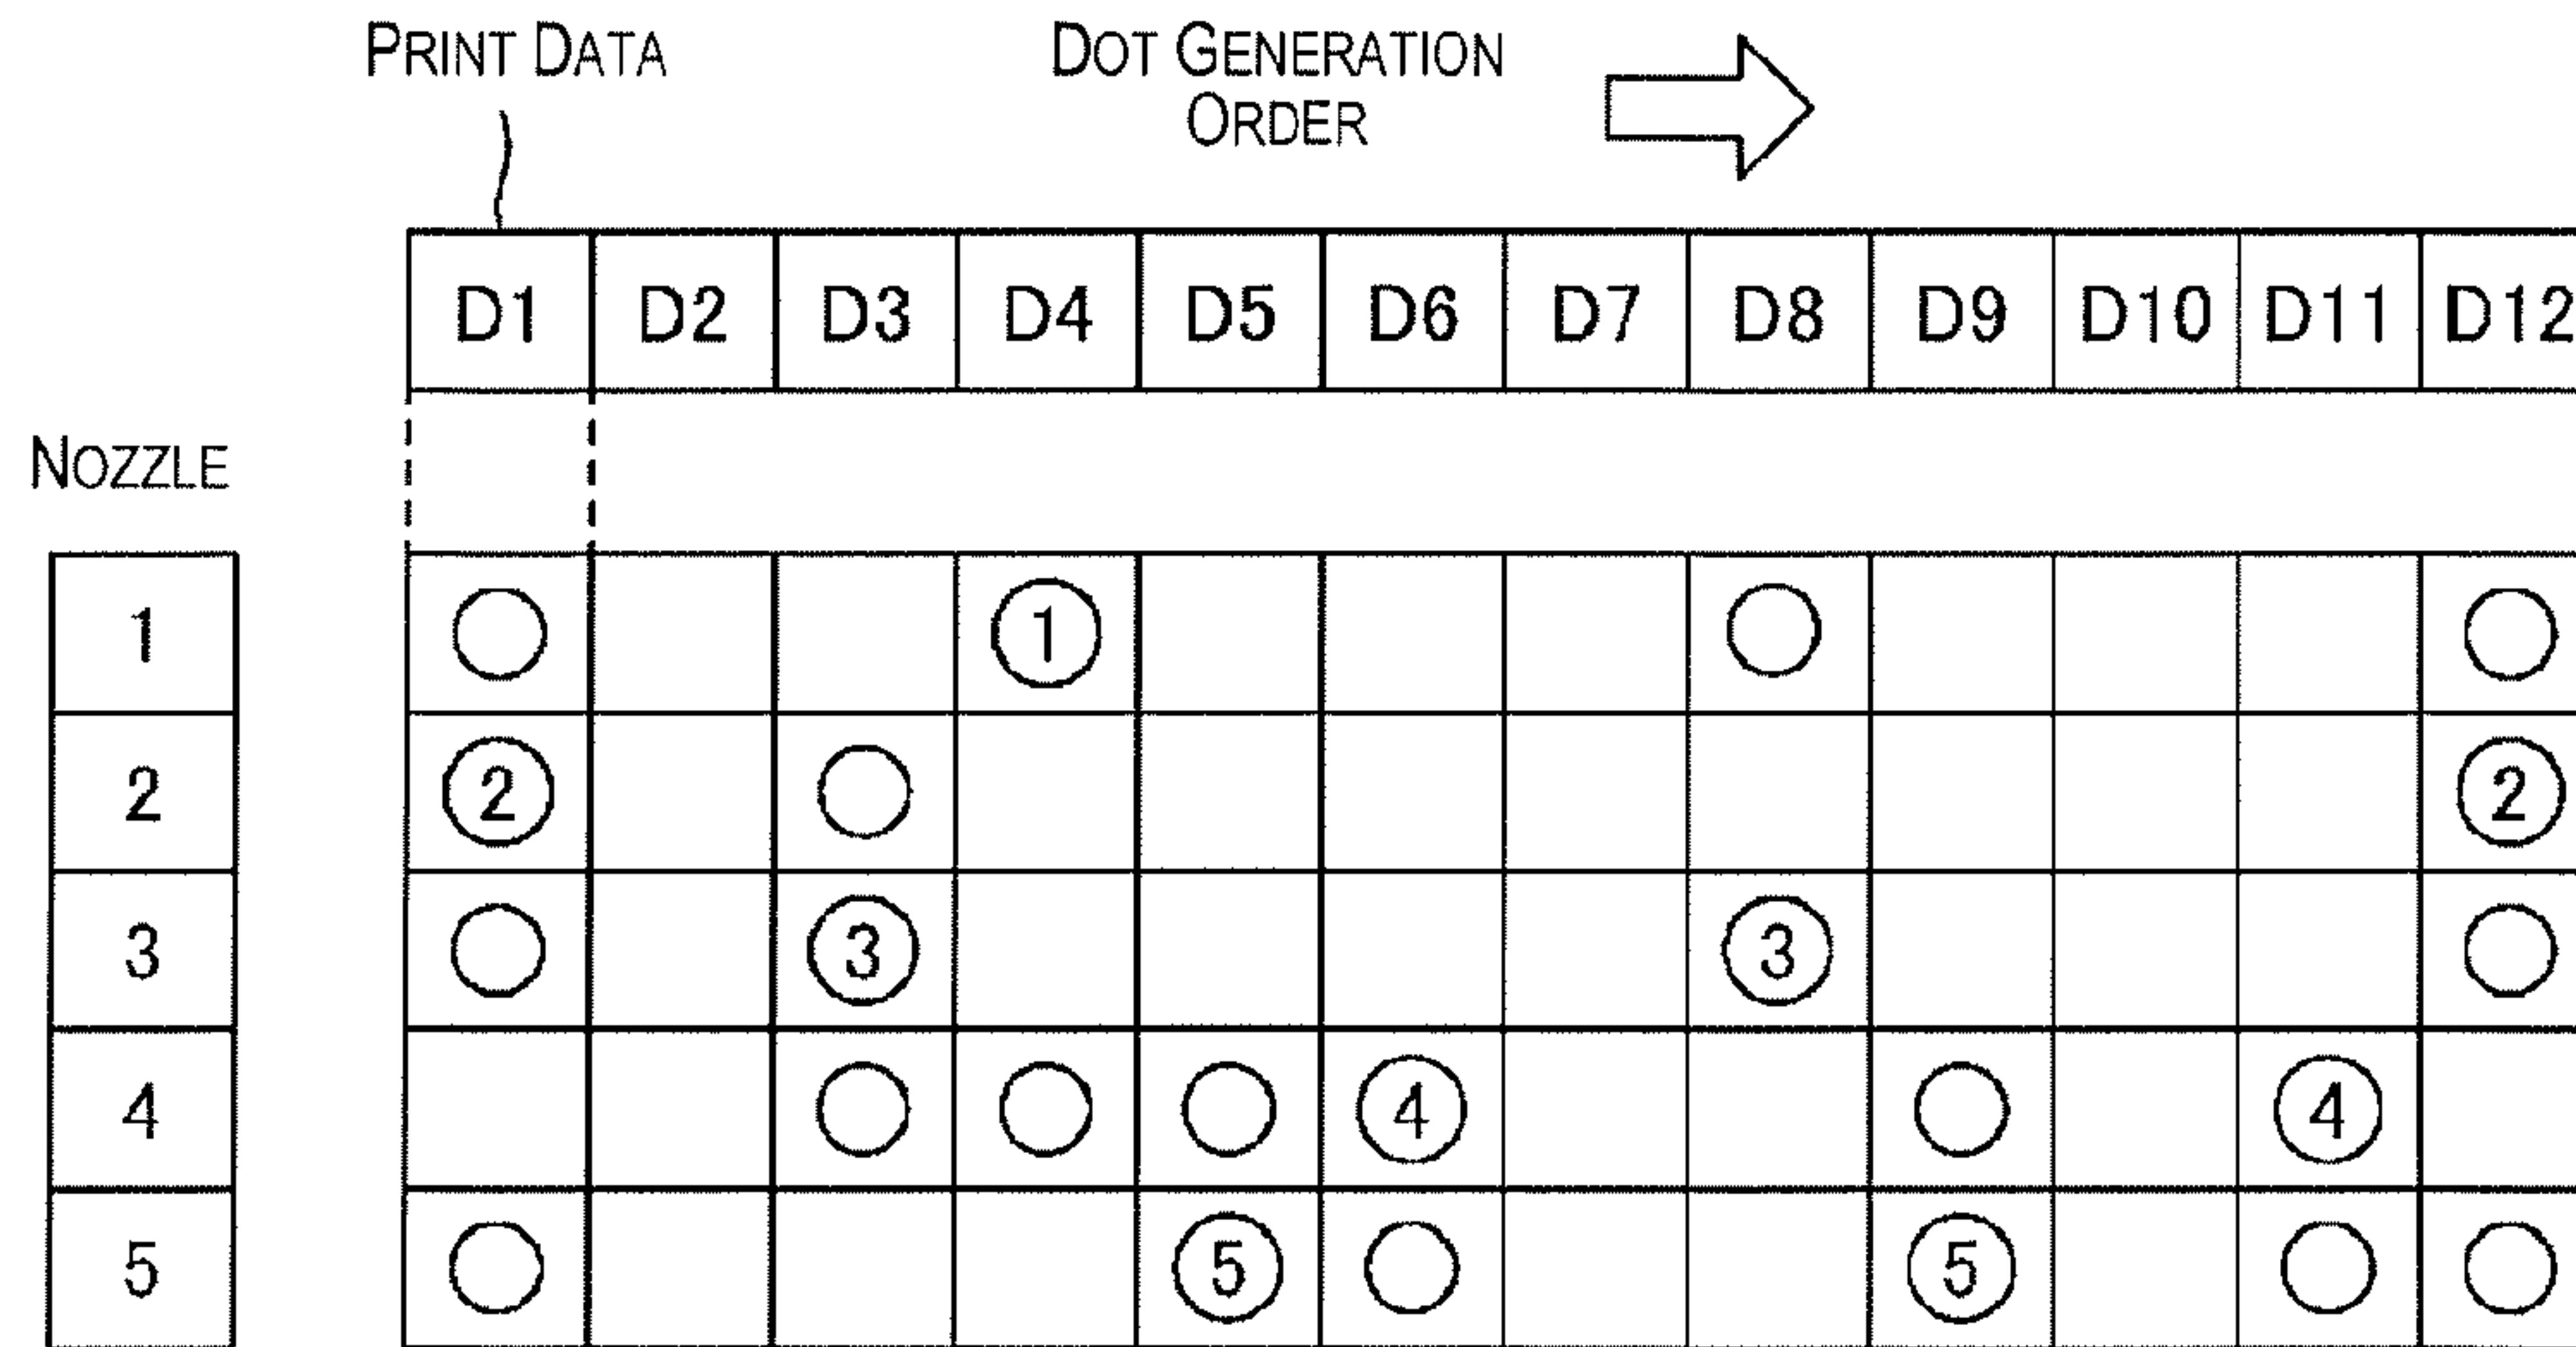 PRINT DATA
DOT GENERATION
ORDER
D1 D2 D3 D4 D5 D6 D7 D8 D9 D10 D11 D12
NOZZLE
1 1
2 2 2
3 3 3
4 4 4
5 5 5